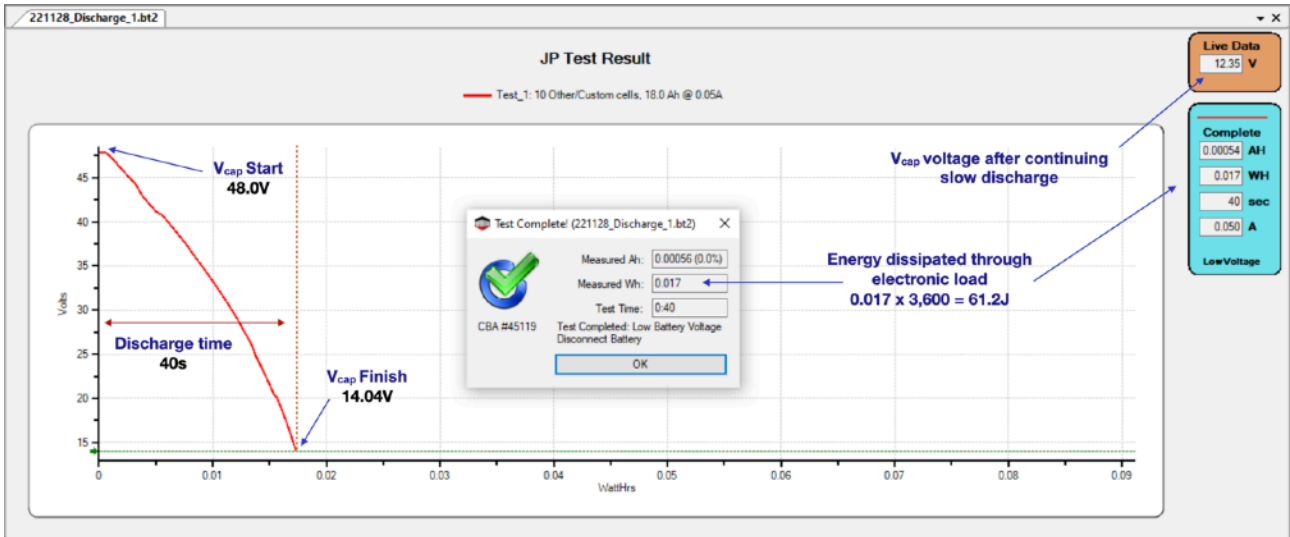 221128_Discharge_1.bt2
JP Test Result
Test_1: 10 Other/Custom cells, 18.0 Ah @ 0.05A
Live Data
12.35 V
Complete
0.00054 AH
0.017 WH
40 sec
0.050 A
LowVoltage
Vcap Start
48.0V
Vcap voltage after continuing
slow discharge
Test Complete! (221128_Discharge_1.bt2)
Measured Ah: 0.00056 (0.0%)
Measured Wh: 0.017
Test Time: 0:40
CBA #45119
Test Completed: Low Battery Voltage
Disconnect Battery
OK
Energy dissipated through
electronic load
0.017 x 3,600 = 61.2J
Discharge time
40s
Vcap Finish
14.04V
Volts
45
40
35
30
25
20
15
0 0.01 0.02 0.03 0.04 0.05 0.06 0.07 0.08 0.09
WattHrs